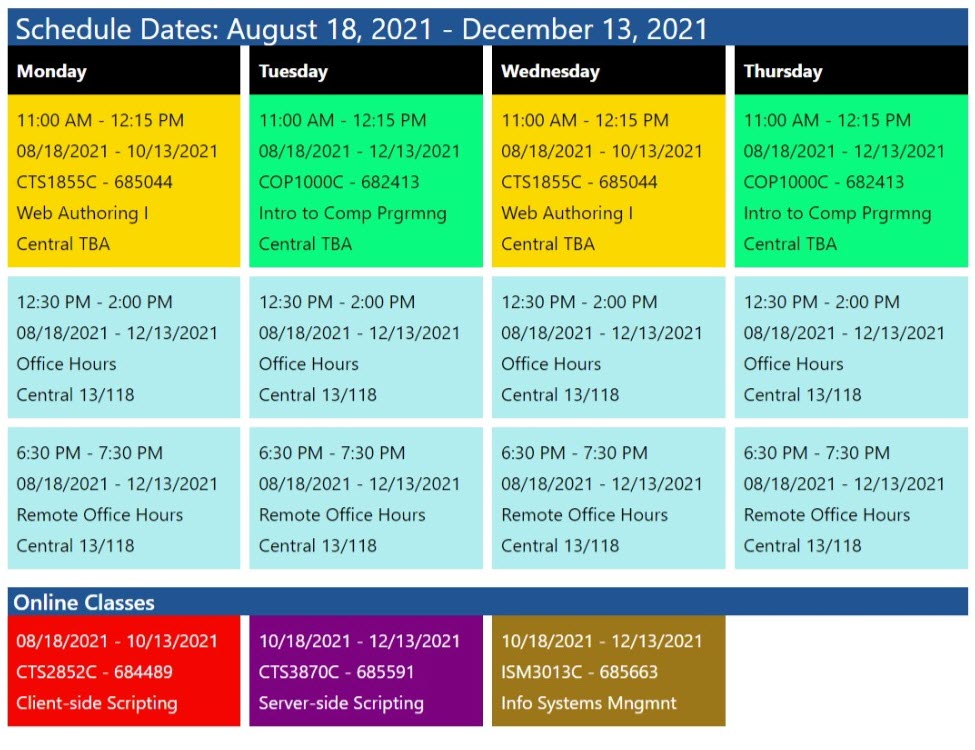 Schedule Dates: August 18, 2021 - December 13, 2021
Monday
11:00 AM - 12:15 PM
08/18/2021 - 10/13/2021
CTS1855C - 685044
Web Authoring I
Central TBA
12:30 PM - 2:00 PM
08/18/2021 - 12/13/2021
Office Hours
Central 13/118
6:30 PM - 7:30 PM
08/18/2021 - 12/13/2021
Remote Office Hours
Central 13/118
Tuesday
11:00 AM - 12:15 PM
08/18/2021 - 12/13/2021
COP1000C - 682413
Intro to Comp Prgrmng
Central TBA
12:30 PM - 2:00 PM
08/18/2021 - 12/13/2021
Office Hours
Central 13/118
6:30 PM - 7:30 PM
08/18/2021 - 12/13/2021
Remote Office Hours
Central 13/118
Wednesday
11:00 AM - 12:15 PM
08/18/2021 - 10/13/2021
CTS1855C - 685044
Web Authoring I
Central TBA
12:30 PM - 2:00 PM
08/18/2021 - 12/13/2021
Office Hours
Central 13/118
6:30 PM - 7:30 PM
08/18/2021 - 12/13/2021
Remote Office Hours
Central 13/118
Thursday
11:00 AM - 12:15 PM
08/18/2021 - 12/13/2021
COP1000C - 682413
Intro to Comp Prgrmng
Central TBA
12:30 PM - 2:00 PM
08/18/2021 - 12/13/2021
Office Hours
Central 13/118
6:30 PM - 7:30 PM
08/18/2021 - 12/13/2021
Remote Office Hours
Central 13/118
Online Classes
08/18/2021 - 10/13/2021
CTS2852C - 684489
Client-side Scripting
10/18/2021 - 12/13/2021
CTS3870C - 685591
Server-side Scripting
10/18/2021 - 12/13/2021
ISM3013C - 685663
Info Systems Mngmnt